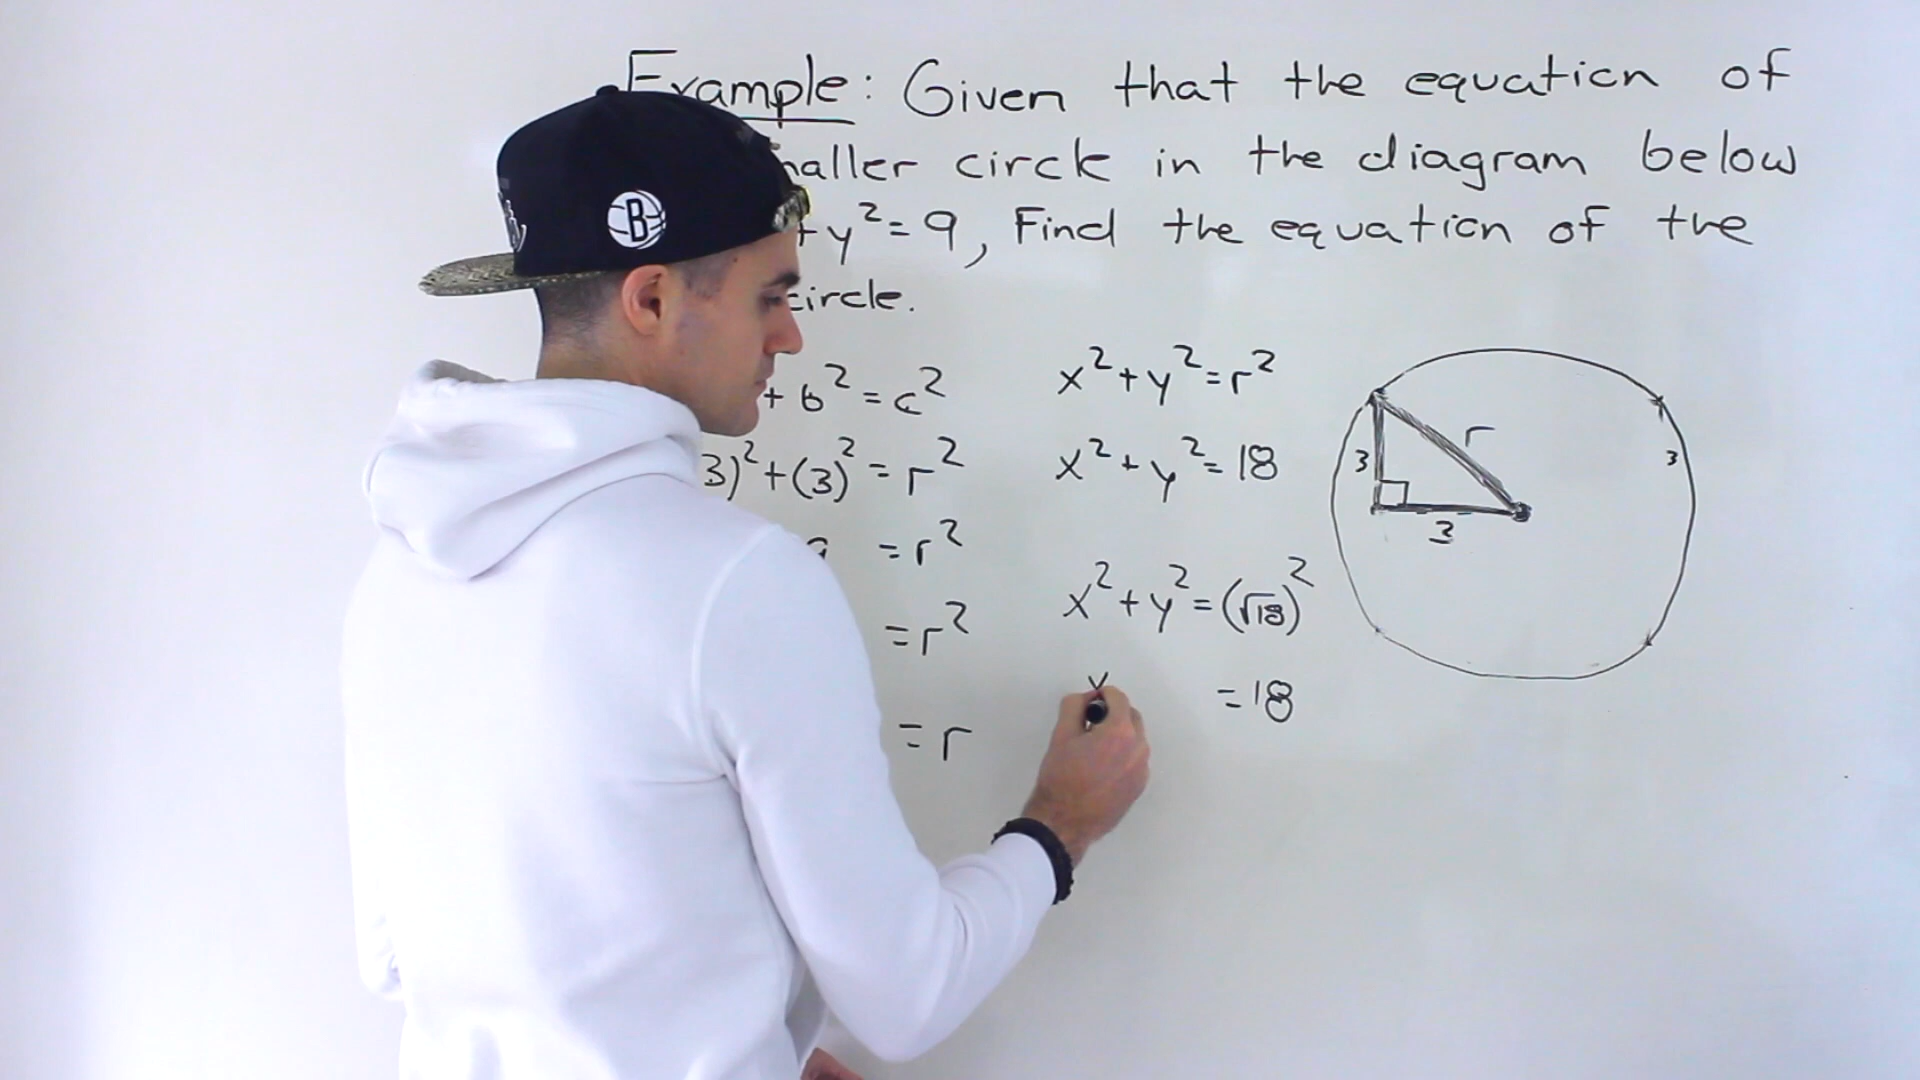 Example: Given that the equation of
maller circle in the diagram below
+ y² = 9, Find the equation of the
circle.
+ b² = c²
3)² + (3)² = r²
= r²
= r²
= r
x² + y² = r²
x² + y² = 18
x² + y² = (√18)²
= 18
r
3
3
3
B